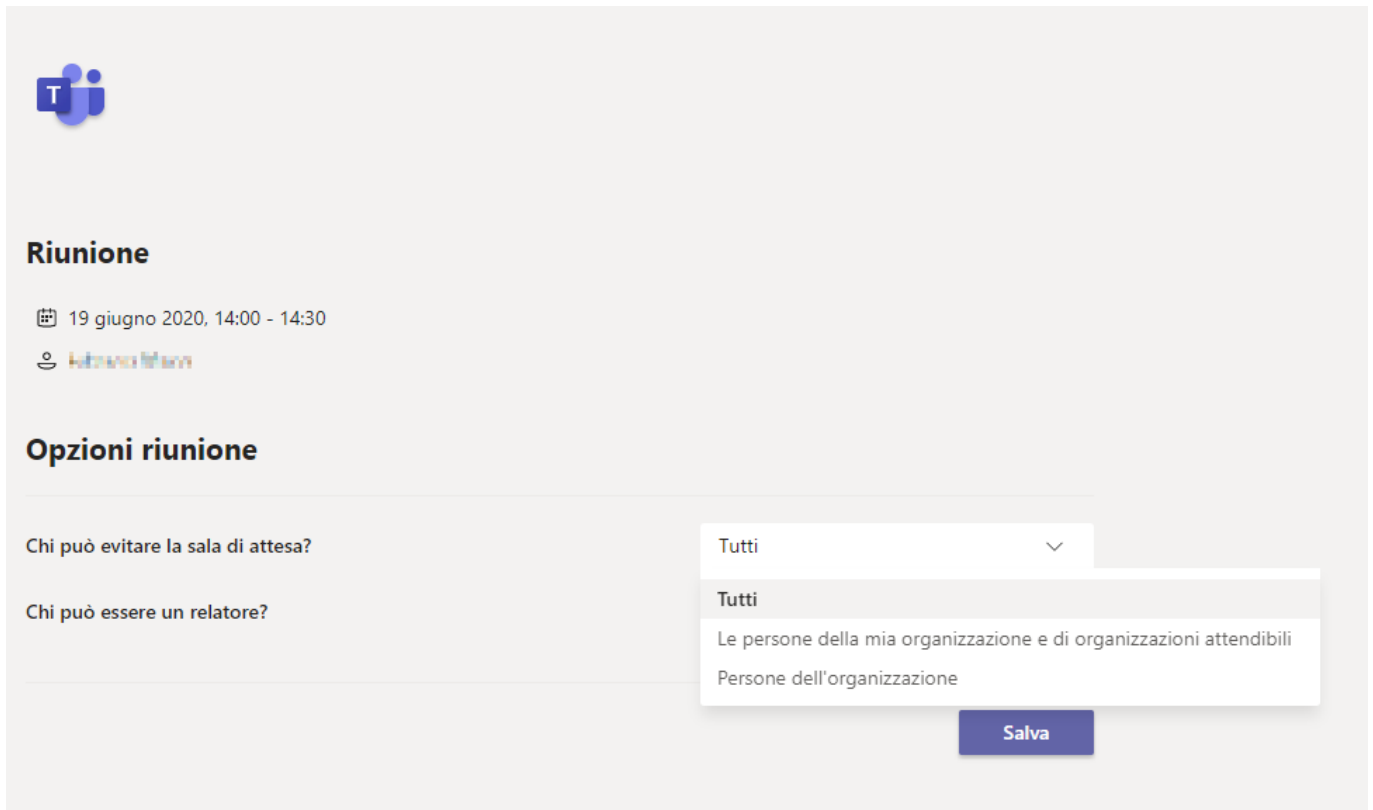 T
Riunione
19 giugno 2020, 14:00 - 14:30
Opzioni riunione
Chi può evitare la sala di attesa?
Tutti
Tutti
Chi può essere un relatore?
Le persone della mia organizzazione e di organizzazioni attendibili
Persone dell'organizzazione
Salva